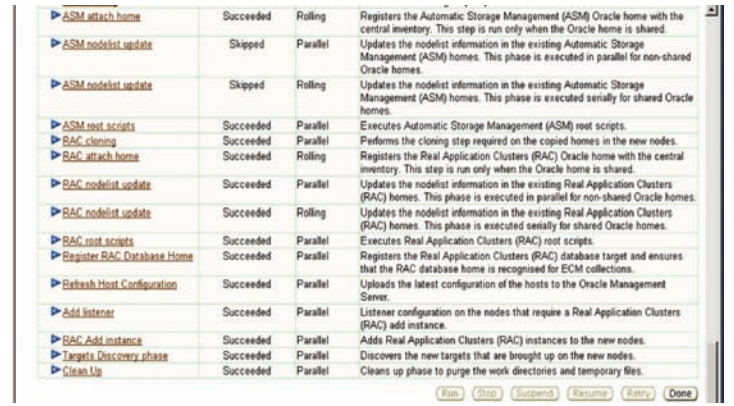 ASM attach home Succeeded Rolling Registers the Automatic Storage Management (ASM) Oracle home with the
central inventory. This step is run only when the Oracle home is shared.
ASM nodelist update Skipped Parallel Updates the nodelist information in the existing Automatic Storage
Management (ASM) homes. This phase is executed in parallel for non-shared
Oracle homes.
ASM nodelist update Skipped Rolling Updates the nodelist information in the existing Automatic Storage
Management (ASM) homes. This phase is executed serially for shared Oracle
homes.
ASM root scripts Succeeded Parallel Executes Automatic Storage Management (ASM) root scripts.
RAC cloning Succeeded Parallel Performs the cloning step required on the copied homes in the new nodes.
RAC attach home Succeeded Rolling Registers the Real Application Clusters (RAC) Oracle home with the central
inventory. This step is run only when the Oracle home is shared.
RAC nodelist update Succeeded Parallel Updates the nodelist information in the existing Real Application Clusters
(RAC) homes. This phase is executed in parallel for non-shared Oracle homes.
RAC nodelist update Succeeded Rolling Updates the nodelist information in the existing Real Application Clusters
(RAC) homes. This phase is executed serially for shared Oracle homes.
RAC root scripts Succeeded Parallel Executes Real Application Clusters (RAC) root scripts.
Register RAC Database Home Succeeded Parallel Registers the Real Application Clusters (RAC) database target and ensures
that the RAC database home is recognised for ECM collections.
Refresh Host Configuration Succeeded Parallel Uploads the latest configuration of the hosts to the Oracle Management
Server.
Add listener Succeeded Parallel Listener configuration on the nodes that require a Real Application Clusters
(RAC) add instance.
RAC Add instance Succeeded Parallel Adds Real Application Clusters (RAC) instances to the new nodes.
Targets Discovery phase Succeeded Parallel Discovers the new targets that are brought up on the new nodes.
Clean Up Succeeded Parallel Cleans up phase to purge the work directories and temporary files.
Run Stop Suspend Resume Retry Done